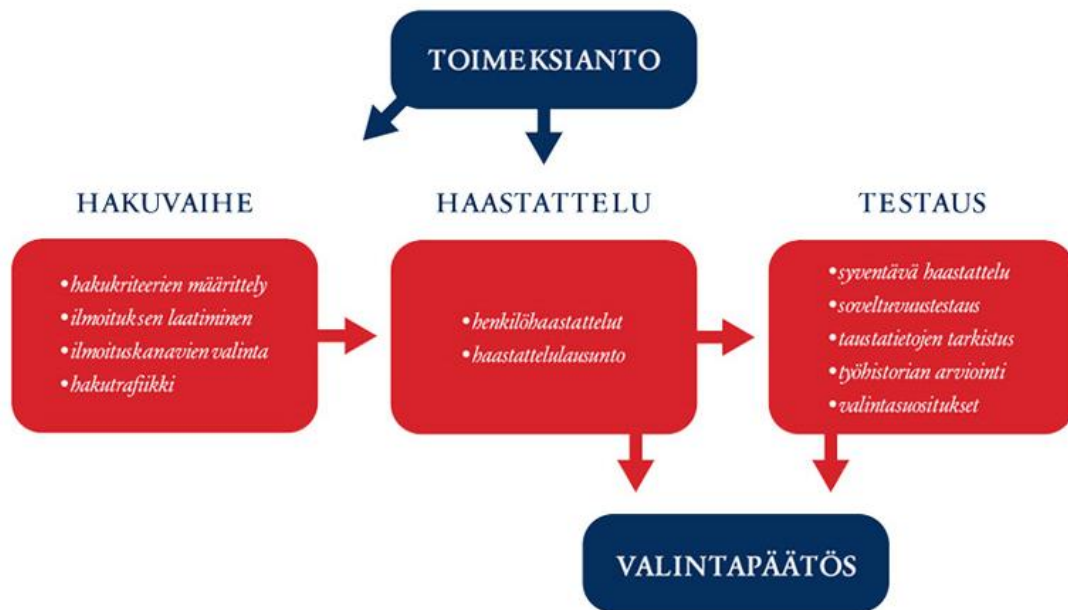 TOIMEKSIANTO
HAKUVAIHE
•hakukriteerien määrittely
•ilmoituksen laatiminen
•ilmoituskanavien valinta
•hakutrafiikki
HAASTATTELU
•henkilöhaastattelut
•haastattelulausunto
TESTAUS
•syventävä haastattelu
•soveltuvuustestaus
•taustatietojen tarkistus
•työhistorian arviointi
•valintasuositukset
VALINTAPÄÄTÖS